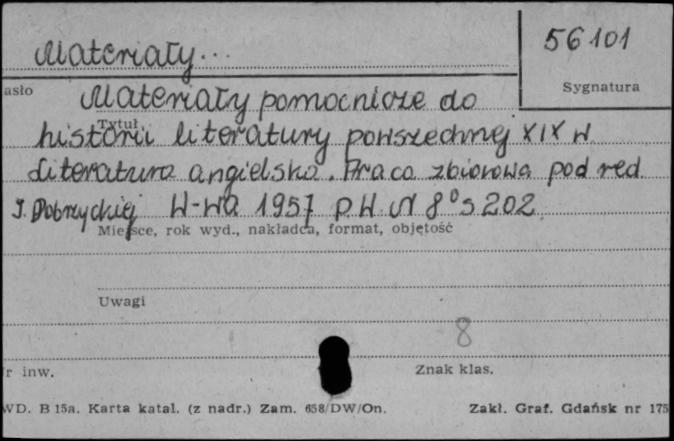 Materiały...
56101
Sygnatura
asło
Materiały pomocnicze do
Tytuł
historii literatury powszechnej XIX W
Literatura angielska. Praca zbiorowa pod red.
I. Dobrzyckiej W-wa 1957 P.W.N 8° s 202
Miejsce, rok wyd., nakładca, format, objętość
Uwagi
8
r inw.
Znak klas.
WD. B 15a. Karta katal. (z nadr.) Zam. 658/DW/On.
Zakł. Graf. Gdańsk nr 175